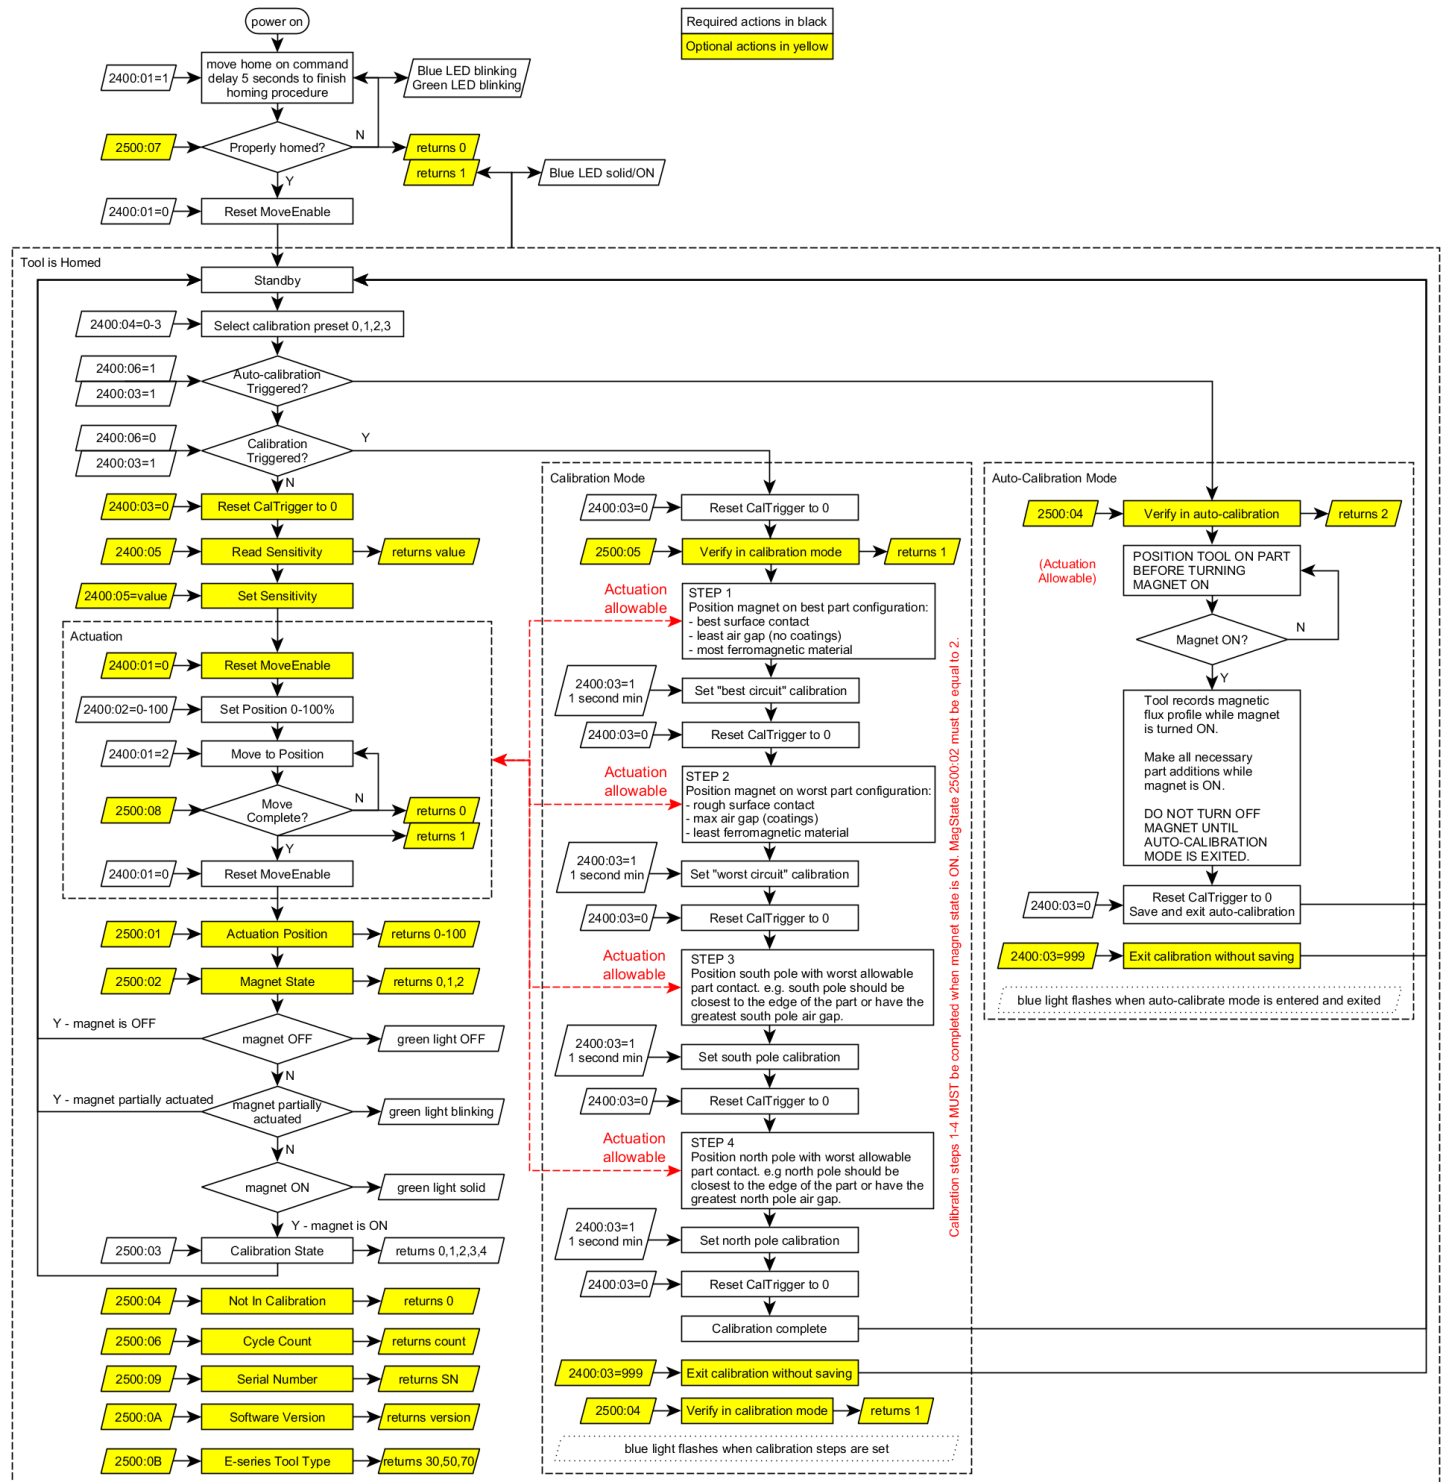 power on
Required actions in black
Optional actions in yellow
2400:01=1
move home on command
delay 5 seconds to finish
homing procedure
Blue LED blinking
Green LED blinking
2500:07
Properly homed?
N
returns 0
returns 1
Blue LED solid/ON
Y
2400:01=0
Reset MoveEnable
Tool is Homed
Standby
2400:04=0-3
Select calibration preset 0,1,2,3
2400:06=1
2400:03=1
Auto-calibration
Triggered?
2400:06=0
2400:03=1
Calibration
Triggered?
Y
N
2400:03=0
Reset CalTrigger to 0
2400:05
Read Sensitivity
returns value
2400:05=value
Set Sensitivity
Actuation
2400:01=0
Reset MoveEnable
2400:02=0-100
Set Position 0-100%
2400:01=2
Move to Position
2500:08
Move
Complete?
N
returns 0
returns 1
Y
2400:01=0
Reset MoveEnable
2500:01
Actuation Position
returns 0-100
2500:02
Magnet State
returns 0,1,2
Y - magnet is OFF
magnet OFF
green light OFF
N
Y - magnet partially actuated
magnet partially
actuated
green light blinking
N
magnet ON
green light solid
Y - magnet is ON
2500:03
Calibration State
returns 0,1,2,3,4
2500:04
Not In Calibration
returns 0
2500:06
Cycle Count
returns count
2500:09
Serial Number
returns SN
2500:0A
Software Version
returns version
2500:0B
E-series Tool Type
returns 30,50,70
Calibration Mode
2400:03=0
Reset CalTrigger to 0
2500:05
Verify in calibration mode
returns 1
Actuation
allowable
STEP 1
Position magnet on best part configuration:
- best surface contact
- least air gap (no coatings)
- most ferromagnetic material
2400:03=1
1 second min
Set "best circuit" calibration
2400:03=0
Reset CalTrigger to 0
Actuation
allowable
STEP 2
Position magnet on worst part configuration:
- rough surface contact
- max air gap (coatings)
- least ferromagnetic material
2400:03=1
1 second min
Set "worst circuit" calibration
2400:03=0
Reset CalTrigger to 0
Actuation
allowable
STEP 3
Position south pole with worst allowable
part contact. e.g. south pole should be
closest to the edge of the part or have the
greatest south pole air gap.
2400:03=1
1 second min
Set south pole calibration
2400:03=0
Reset CalTrigger to 0
Actuation
allowable
STEP 4
Position north pole with worst allowable
part contact. e.g north pole should be
closest to the edge of the part or have the
greatest north pole air gap.
2400:03=1
1 second min
Set north pole calibration
2400:03=0
Reset CalTrigger to 0
Calibration complete
2400:03=999
Exit calibration without saving
2500:04
Verify in calibration mode
returns 1
blue light flashes when calibration steps are set
Calibration steps 1-4 MUST be completed when magnet state is ON. MagState 2500:02 must be equal to 2.
Auto-Calibration Mode
2500:04
Verify in auto-calibration
returns 2
(Actuation
Allowable)
POSITION TOOL ON PART
BEFORE TURNING
MAGNET ON
Magnet ON?
N
Y
Tool records magnetic
flux profile while magnet
is turned ON.
Make all necessary
part additions while
magnet is ON.
DO NOT TURN OFF
MAGNET UNTIL
AUTO-CALIBRATION
MODE IS EXITED.
2400:03=0
Reset CalTrigger to 0
Save and exit auto-calibration
2400:03=999
Exit calibration without saving
blue light flashes when auto-calibrate mode is entered and exited